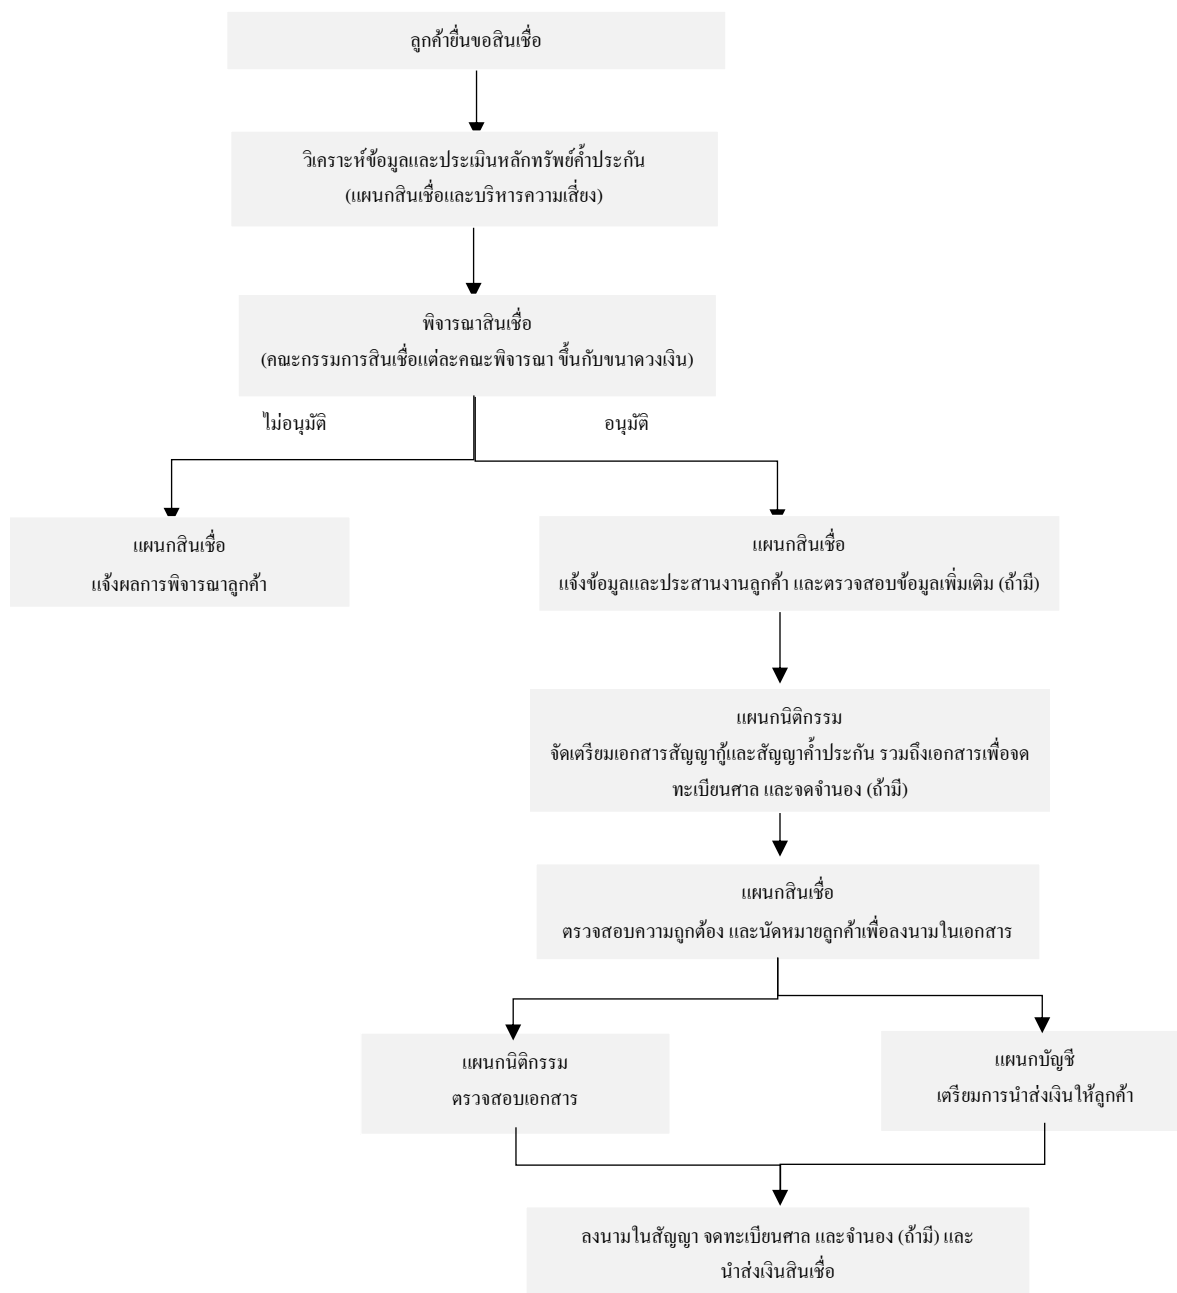 ลูกค้ายื่นขอสินเชื่อ
วิเคราะห์ข้อมูลและประเมินหลักทรัพย์ค้ำประกัน
(แผนกสินเชื่อและบริหารความเสี่ยง)
พิจารณาสินเชื่อ
(คณะกรรมการสินเชื่อแต่ละคณะพิจารณา ขึ้นกับขนาดวงเงิน)
ไม่อนุมัติ
อนุมัติ
แผนกสินเชื่อ
แจ้งผลการพิจารณาลูกค้า
แผนกสินเชื่อ
แจ้งข้อมูลและประสานงานลูกค้า และตรวจสอบข้อมูลเพิ่มเติม (ถ้ามี)
แผนกนิติกรรม
จัดเตรียมเอกสารสัญญากู้และสัญญาค้ำประกัน รวมถึงเอกสารเพื่อจด
ทะเบียนศาล และจดจำนอง (ถ้ามี)
แผนกสินเชื่อ
ตรวจสอบความถูกต้อง และนัดหมายลูกค้าเพื่อลงนามในเอกสาร
แผนกนิติกรรม
ตรวจสอบเอกสาร
แผนกบัญชี
เตรียมการนำส่งเงินให้ลูกค้า
ลงนามในสัญญา จดทะเบียนศาล และจำนอง (ถ้ามี) และ
นำส่งเงินสินเชื่อ